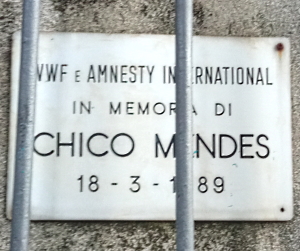 WWF E AMNESTY INTERNATIONAL
IN MEMORIA DI
CHICO MENDES
18 - 3 - 1989